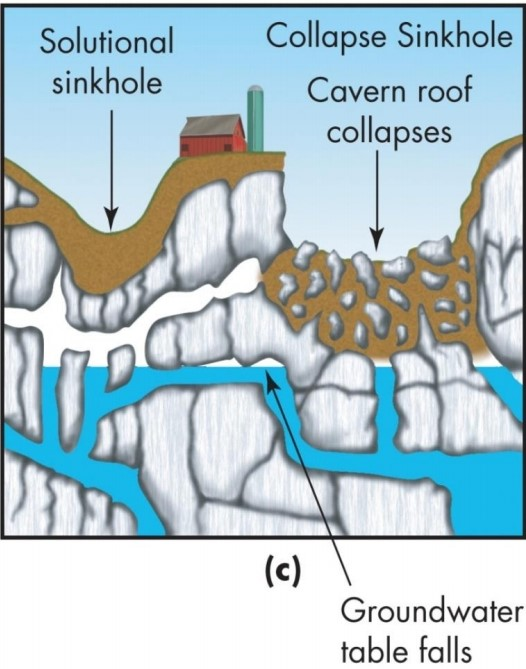 Solutional
sinkhole
Collapse Sinkhole
Cavern roof
collapses
(c)
Groundwater
table falls